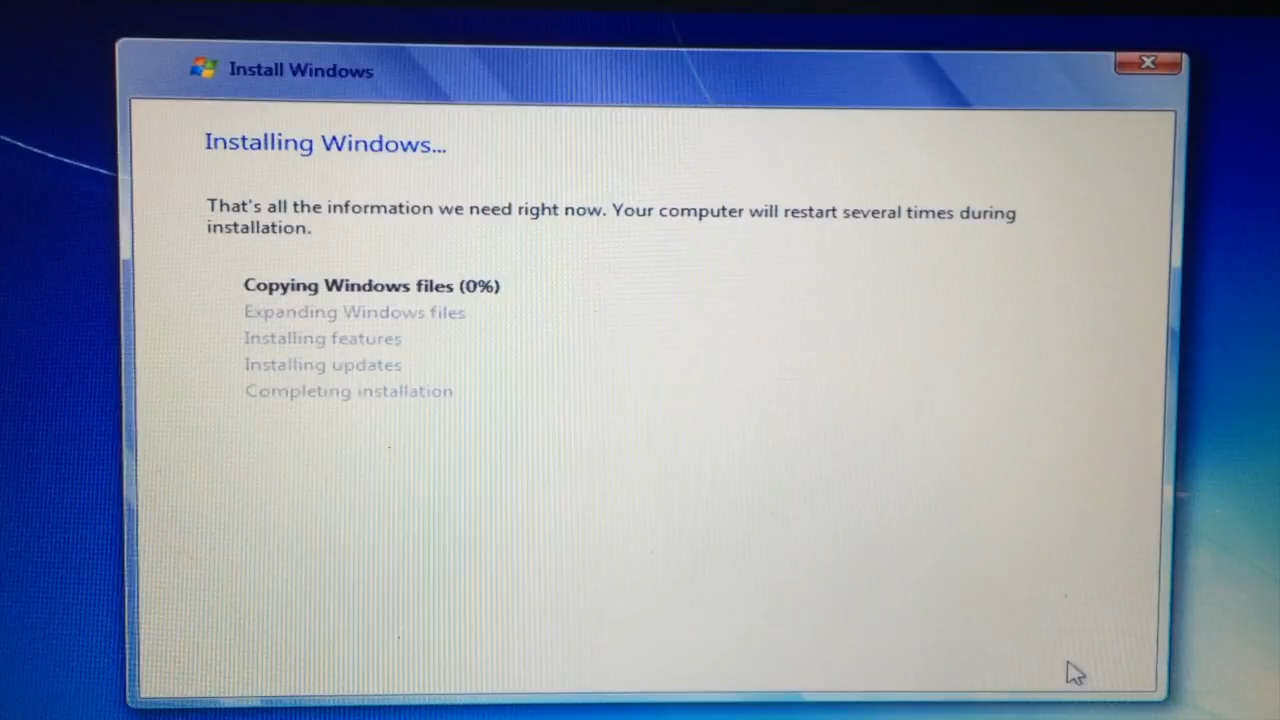 Install Windows
Installing Windows...
That's all the information we need right now. Your computer will restart several times during
installation.
Copying Windows files (0%)
Expanding Windows files
Installing features
Installing updates
Completing installation